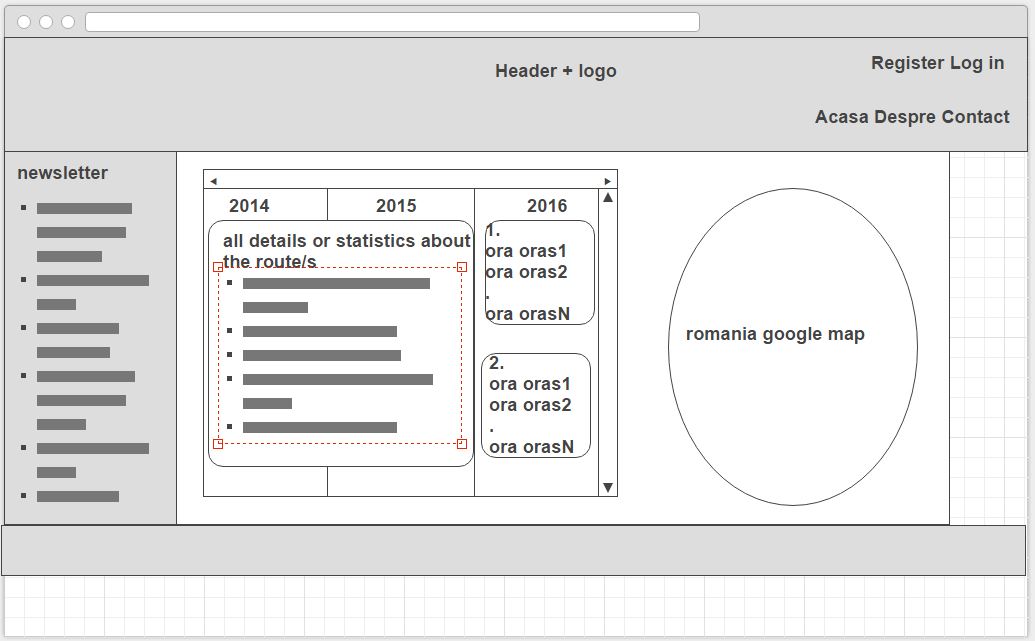 Header + logo
Register Log in
Acasa Despre Contact
newsletter
2014
2015
2016
all details or statistics about
the route/s
1.
ora oras1
ora oras2
.
ora orasN
2.
ora oras1
ora oras2
.
ora orasN
romania google map